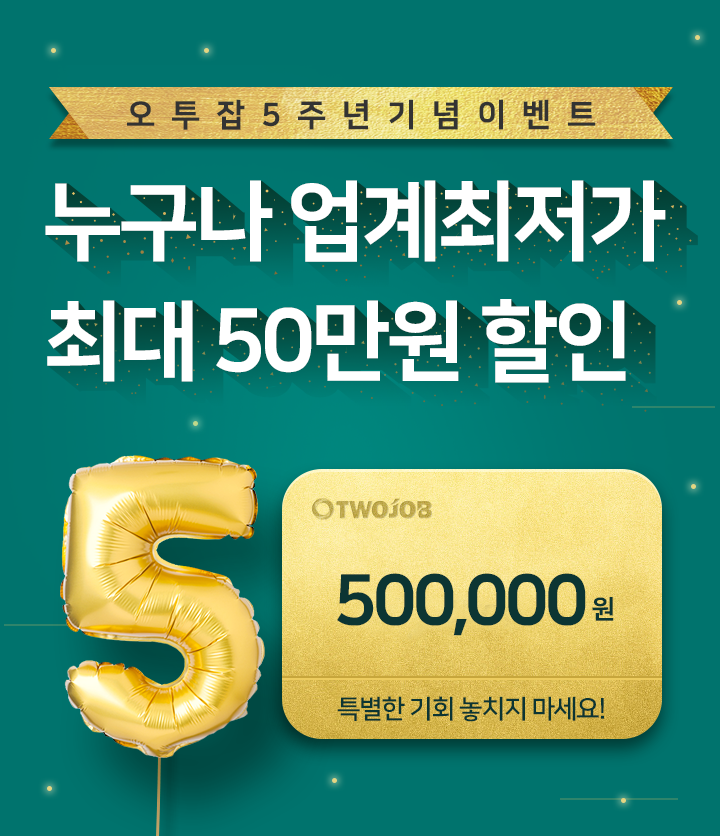 오투잡5주년기념이벤트
누구나 업계최저가
최대 50만원 할인
OTWOJOB
500,000원
특별한 기회 놓치지 마세요!